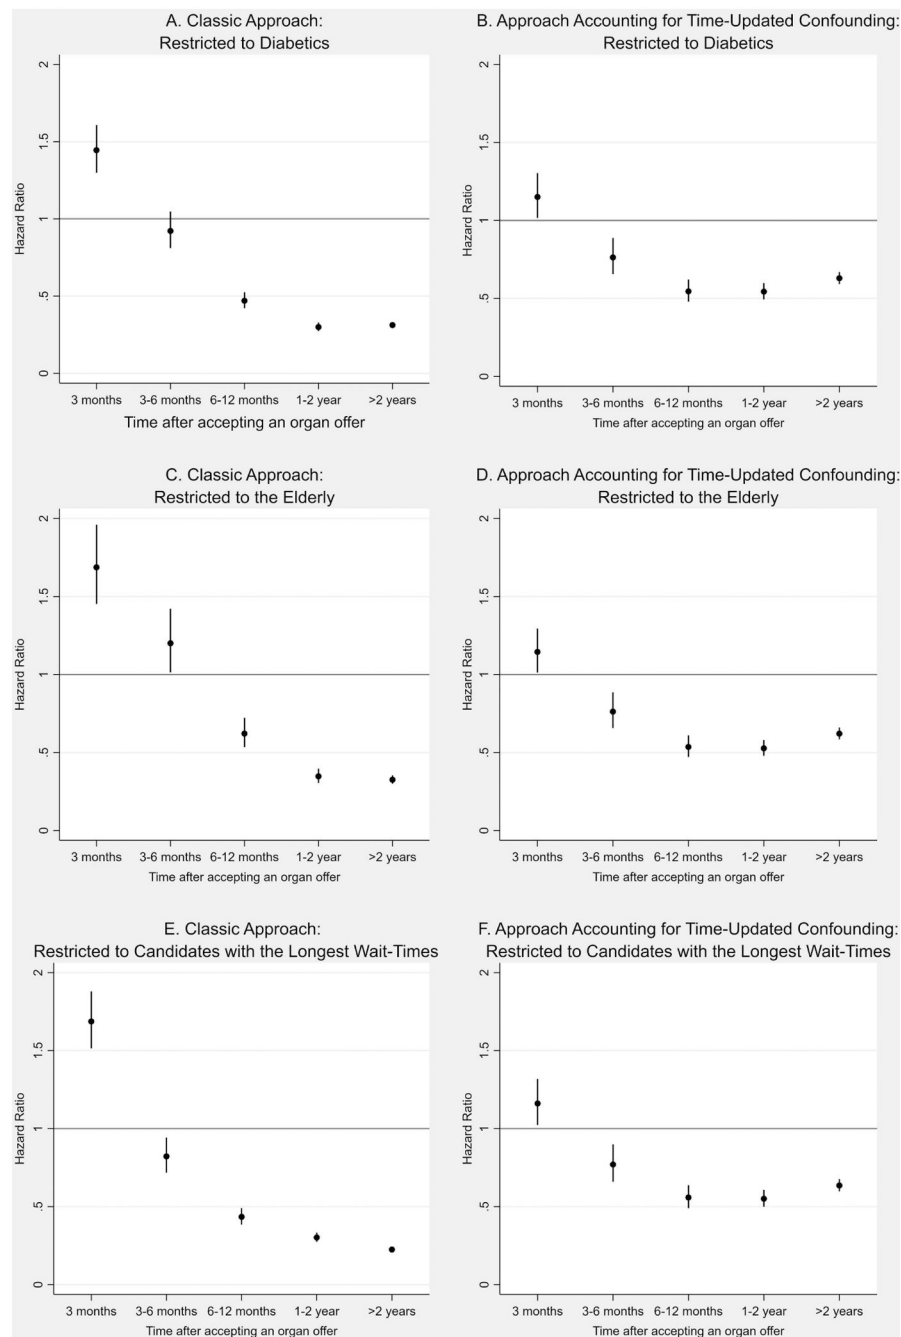 A. Classic Approach:
Restricted to Diabetics
2
1.5
1
.5
0
Hazard Ratio
3 months 3-6 months 6-12 months 1-2 year >2 years
Time after accepting an organ offer
B. Approach Accounting for Time-Updated Confounding:
Restricted to Diabetics
2
1.5
1
.5
0
Hazard Ratio
3 months 3-6 months 6-12 months 1-2 year >2 years
Time after accepting an organ offer
C. Classic Approach:
Restricted to the Elderly
2
1.5
1
.5
0
Hazard Ratio
3 months 3-6 months 6-12 months 1-2 year >2 years
Time after accepting an organ offer
D. Approach Accounting for Time-Updated Confounding:
Restricted to the Elderly
2
1.5
1
.5
0
Hazard Ratio
3 months 3-6 months 6-12 months 1-2 year >2 years
Time after accepting an organ offer
E. Classic Approach:
Restricted to Candidates with the Longest Wait-Times
2
1.5
1
.5
0
Hazard Ratio
3 months 3-6 months 6-12 months 1-2 year >2 years
Time after accepting an organ offer
F. Approach Accounting for Time-Updated Confounding:
Restricted to Candidates with the Longest Wait-Times
2
1.5
1
.5
0
Hazard Ratio
3 months 3-6 months 6-12 months 1-2 year >2 years
Time after accepting an organ offer